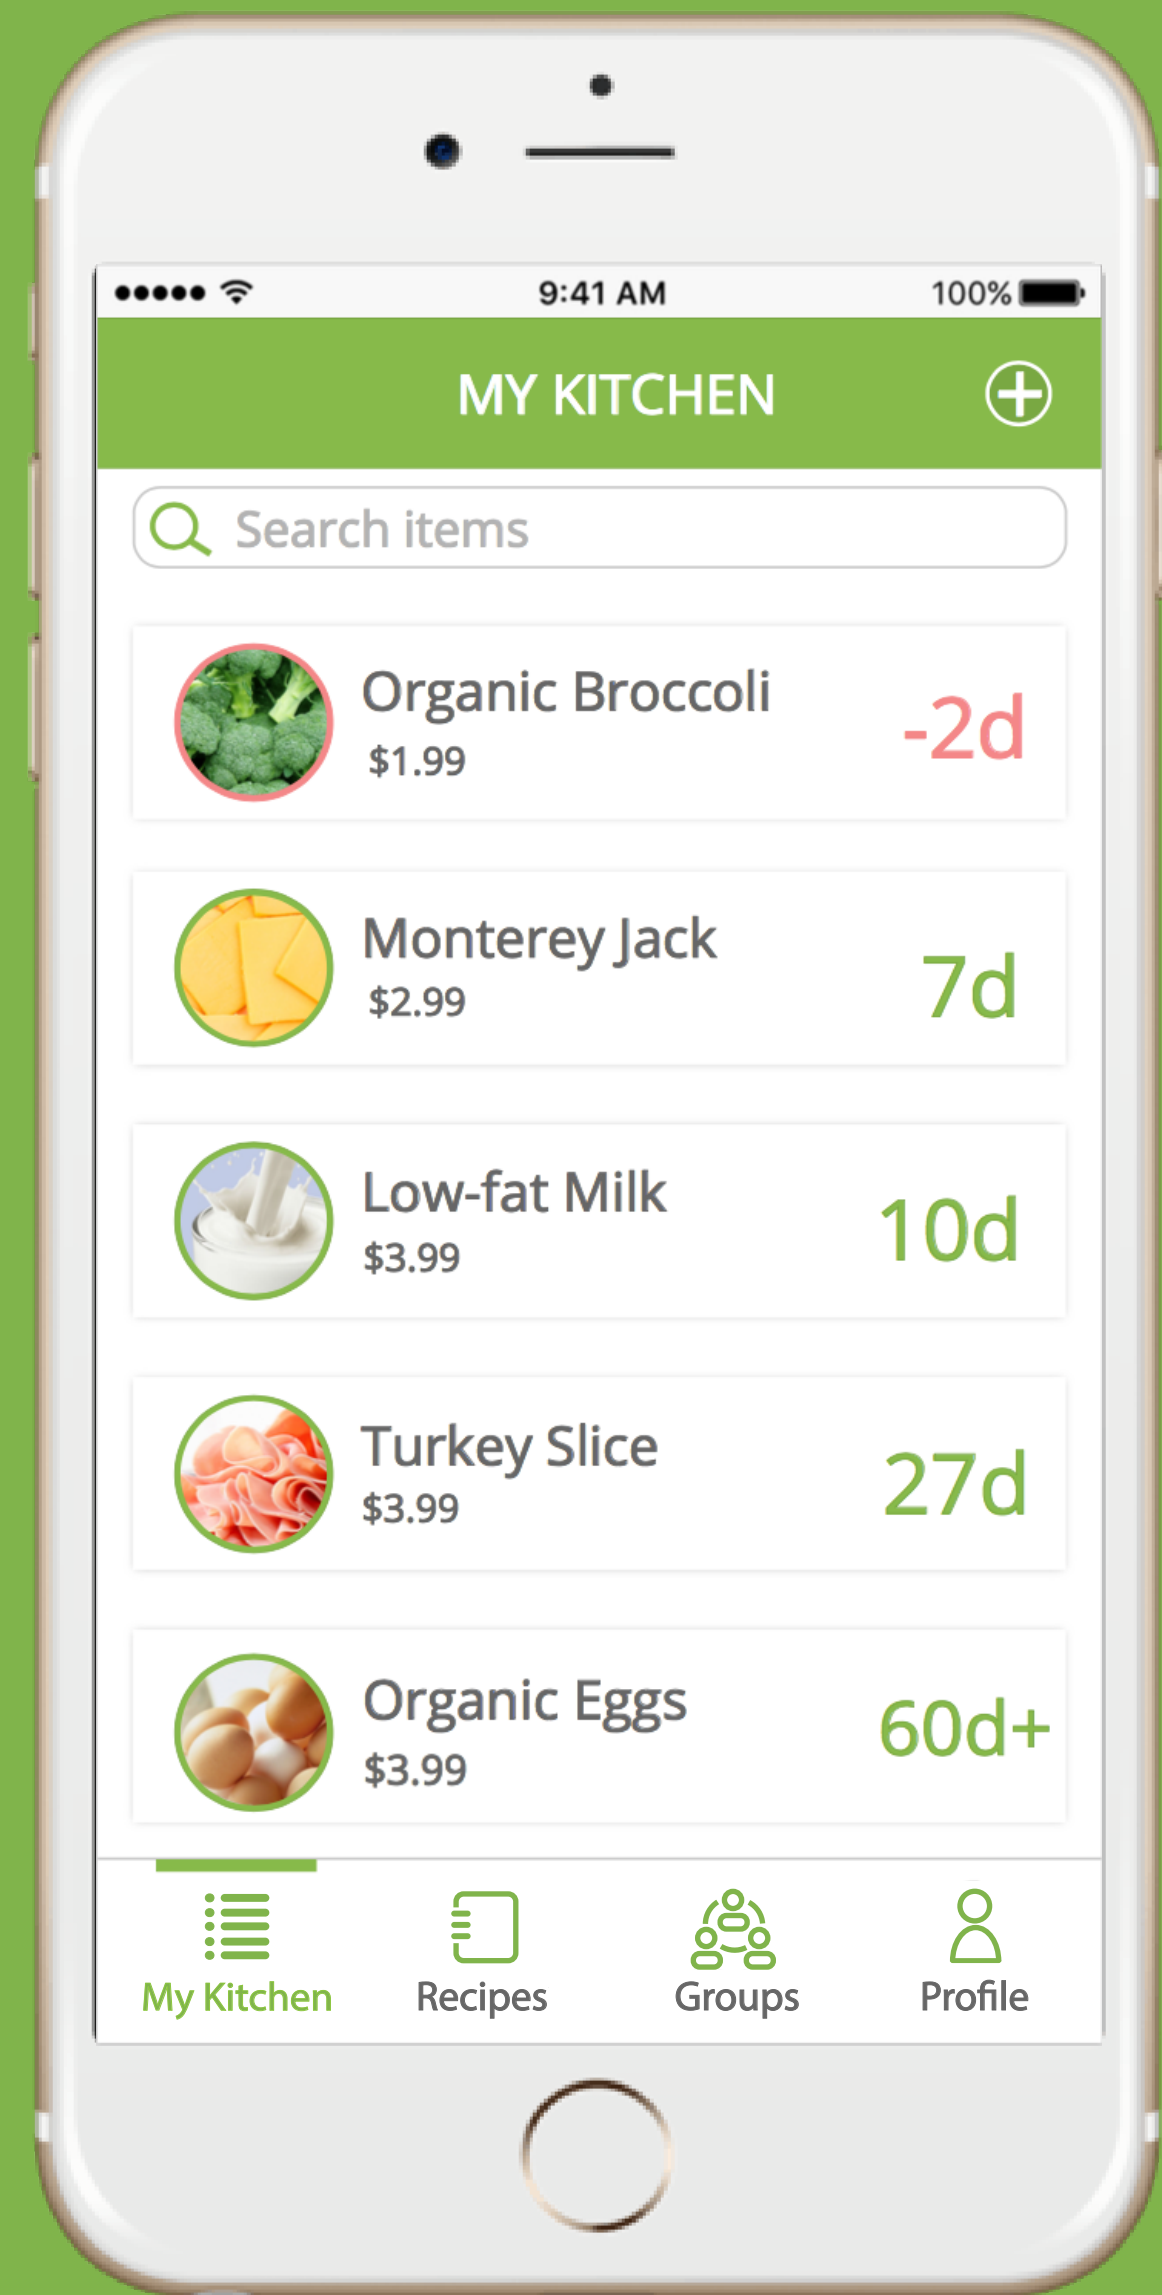 9:41 AM
100%
MY KITCHEN
Search items
Organic Broccoli
$1.99
-2d
Monterey Jack
$2.99
7d
Low-fat Milk
$3.99
10d
Turkey Slice
$3.99
27d
Organic Eggs
$3.99
60d+
My Kitchen
Recipes
Groups
Profile